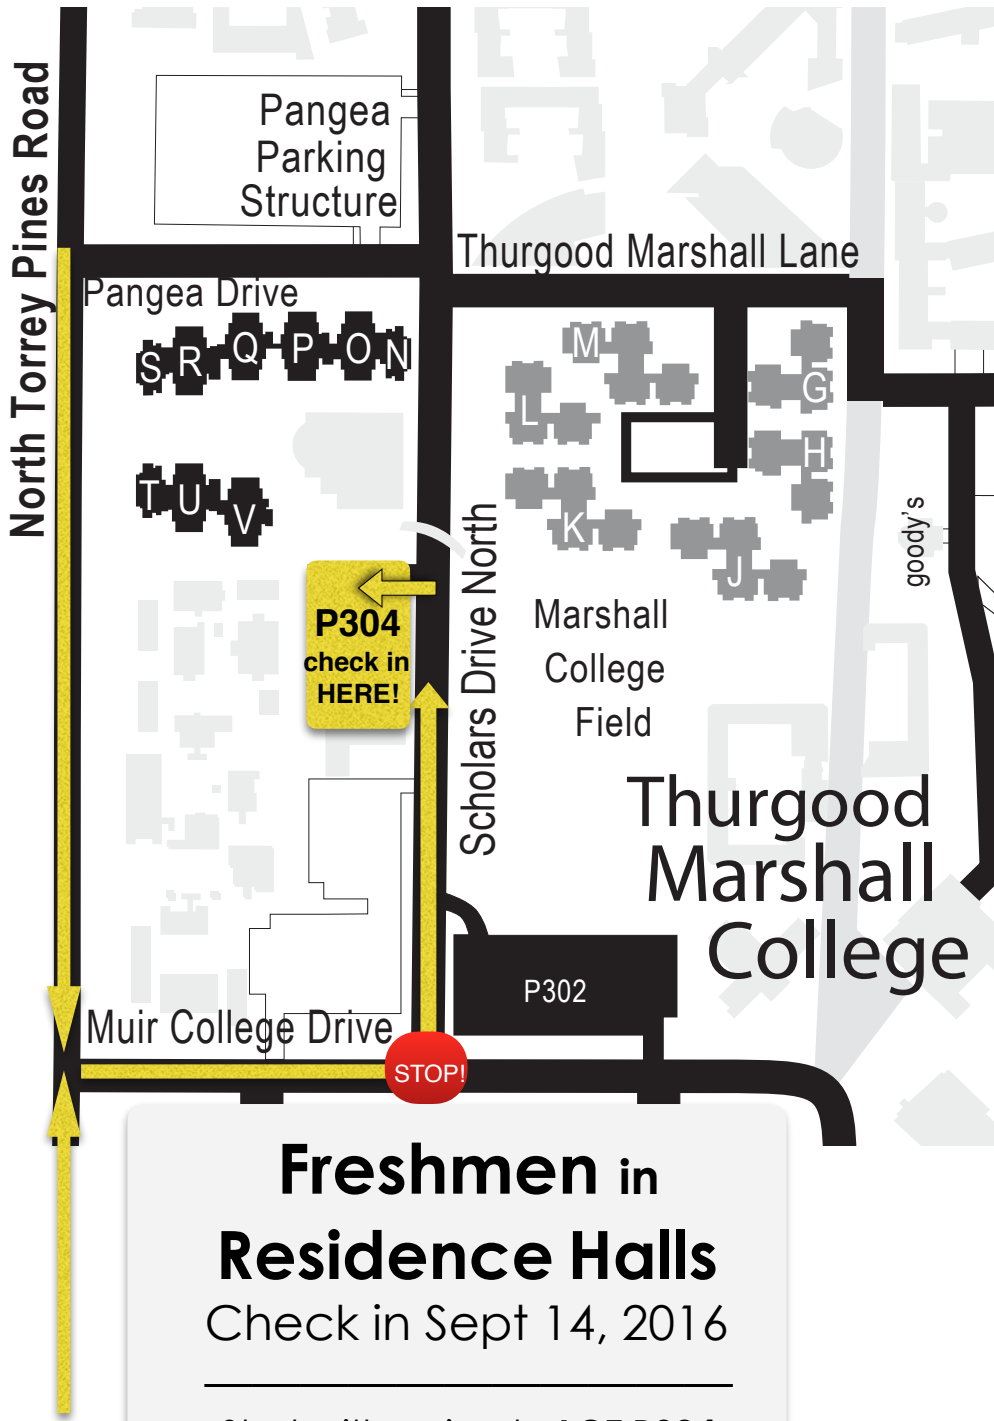 North Torrey Pines Road
Pangea
Parking
Structure
Thurgood Marshall Lane
Pangea Drive
S R Q P O N
M
G
L
H
T U V
K
J
goody's
Scholars Drive North
P304
check in
HERE!
Marshall
College
Field
Thurgood
Marshall
College
P302
Muir College Drive
STOP!
Freshmen in
Residence Halls
Check in Sept 14, 2016